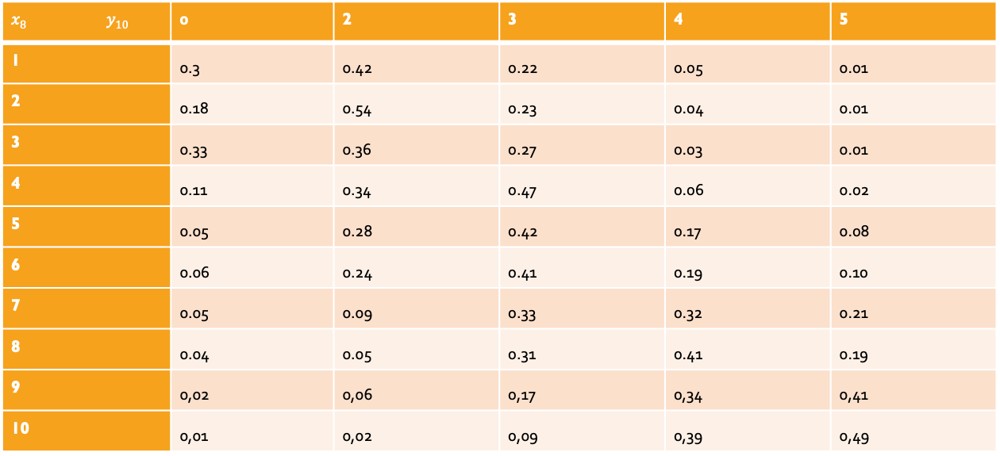 x₈ y₁₀ 0 2 3 4 5
1 0.3 0.42 0.22 0.05 0.01
2 0.18 0.54 0.23 0.04 0.01
3 0.33 0.36 0.27 0.03 0.01
4 0.11 0.34 0.47 0.06 0.02
5 0.05 0.28 0.42 0.17 0.08
6 0.06 0.24 0.41 0.19 0.10
7 0.05 0.09 0.33 0.32 0.21
8 0.04 0.05 0.31 0.41 0.19
9 0,02 0,06 0,17 0,34 0,41
10 0,01 0,02 0,09 0,39 0,49